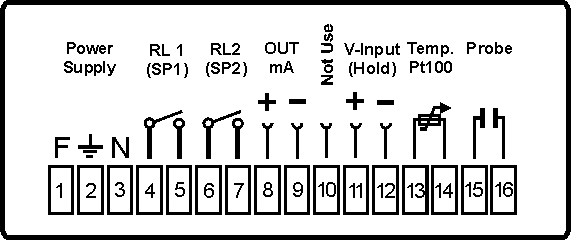 Power Supply
RL 1 (SP1)
RL2 (SP2)
OUT mA
Not Use
V-Input (Hold)
Temp. Pt100
Probe
+ − + −
F N
1 2 3 4 5 6 7 8 9 10 11 12 13 14 15 16